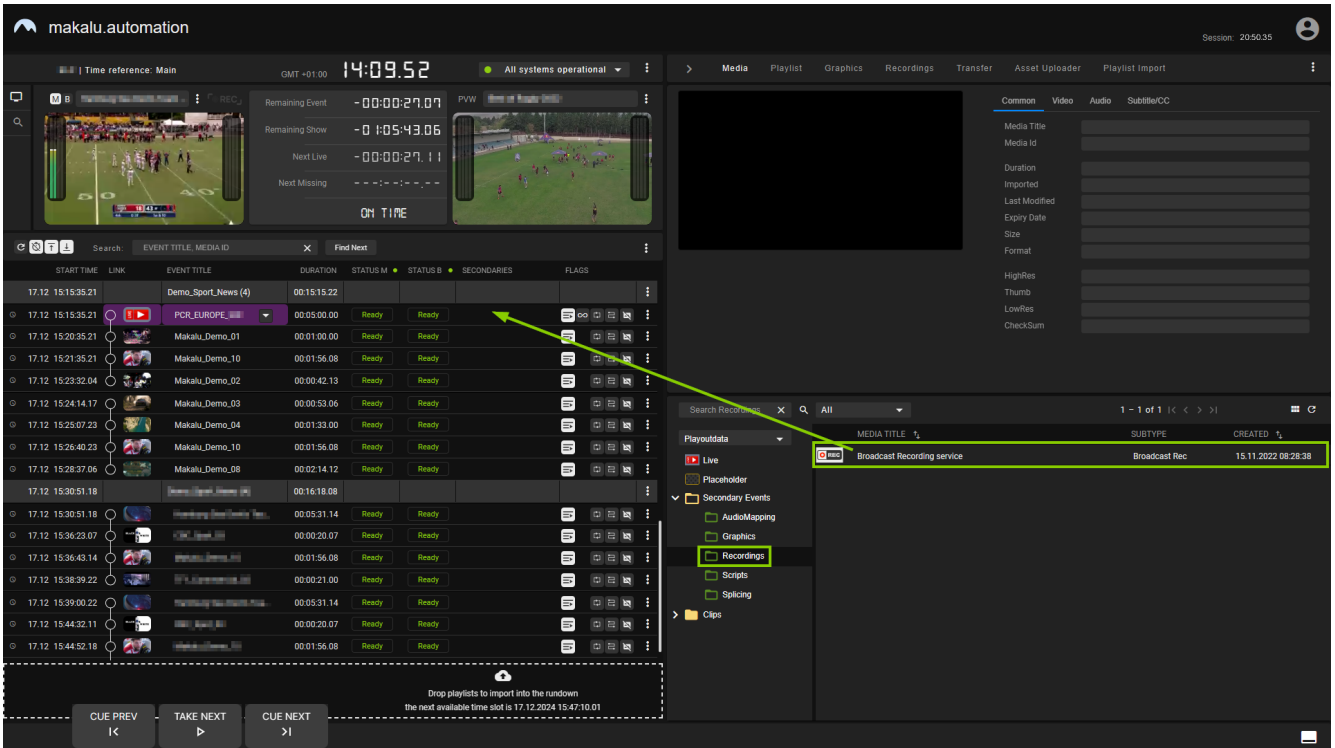 makalu.automation
Session: 20:50.35
| Time reference: Main
GMT +01:00
14:09.52
All systems operational
Media Playlist Graphics Recordings Transfer Asset Uploader Playlist Import
M B
REC
Remaining Event -00:00:27.07
Remaining Show -01:05:43.06
Next Live -00:00:27.11
Next Missing ---:--:--.--
ON TIME
PVW
Common Video Audio Subtitle/CC
Media Title
Media Id
Duration
Imported
Last Modified
Expiry Date
Size
Format
HighRes
Thumb
LowRes
CheckSum
Search: EVENT TITLE, MEDIA ID X Find Next
START TIME LINK EVENT TITLE DURATION STATUS M STATUS B SECONDARIES FLAGS
17.12 15:15:35.21 Demo_Sport_News (4) 00:15:15.22
17.12 15:15:35.21 PCR_EUROPE_ 00:05:00.00 Ready Ready
17.12 15:20:35.21 Makalu_Demo_01 00:01:00.00 Ready Ready
17.12 15:21:35.21 Makalu_Demo_10 00:01:56.08 Ready Ready
17.12 15:23:32.04 Makalu_Demo_02 00:00:42.13 Ready Ready
17.12 15:24:14.17 Makalu_Demo_03 00:00:53.06 Ready Ready
17.12 15:25:07.23 Makalu_Demo_04 00:01:33.00 Ready Ready
17.12 15:26:40.23 Makalu_Demo_10 00:01:56.08 Ready Ready
17.12 15:28:37.06 Makalu_Demo_08 00:02:14.12 Ready Ready
17.12 15:30:51.18 00:16:18.08
17.12 15:30:51.18 00:05:31.14 Ready Ready
17.12 15:36:23.07 00:00:20.07 Ready Ready
17.12 15:36:43.14 00:01:56.08 Ready Ready
17.12 15:38:39.22 00:00:21.00 Ready Ready
17.12 15:39:00.22 00:05:31.14 Ready Ready
17.12 15:44:32.11 00:00:20.07 Ready Ready
17.12 15:44:52.18 00:01:56.08 Ready Ready
Drop playlists to import into the rundown
the next available time slot is 17.12.2024 15:47:10.01
CUE PREV TAKE NEXT CUE NEXT
Search Recordings X All 1 – 1 of 1
Playoutdata
Live
Placeholder
Secondary Events
AudioMapping
Graphics
Recordings
Scripts
Splicing
Clips
MEDIA TITLE SUBTYPE CREATED
REC Broadcast Recording service Broadcast Rec 15.11.2022 08:28:38